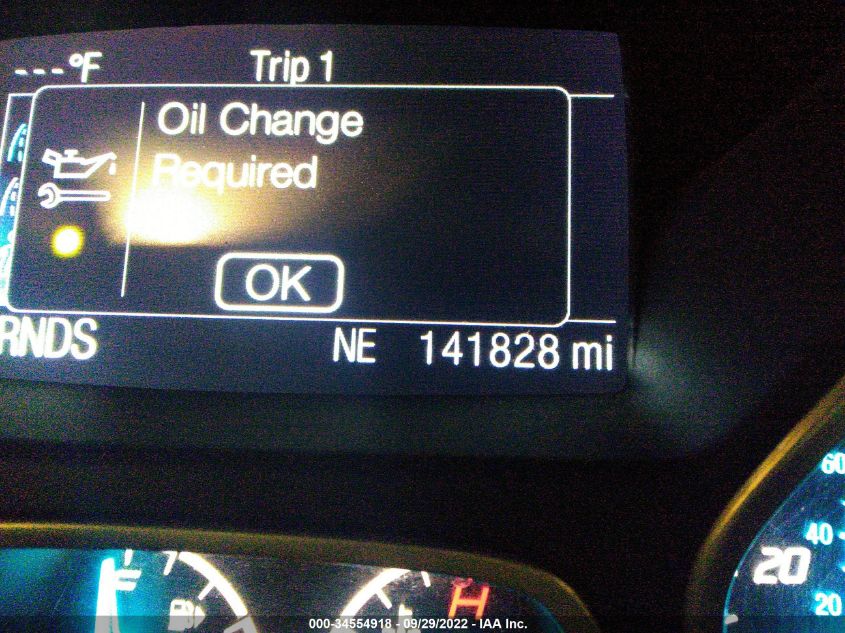 ---°F Trip 1
Oil Change
Required
OK
RNDS NE 141828 mi
60
40
20
20
7
F
H
000-34554918 - 09/29/2022 - IAA Inc.